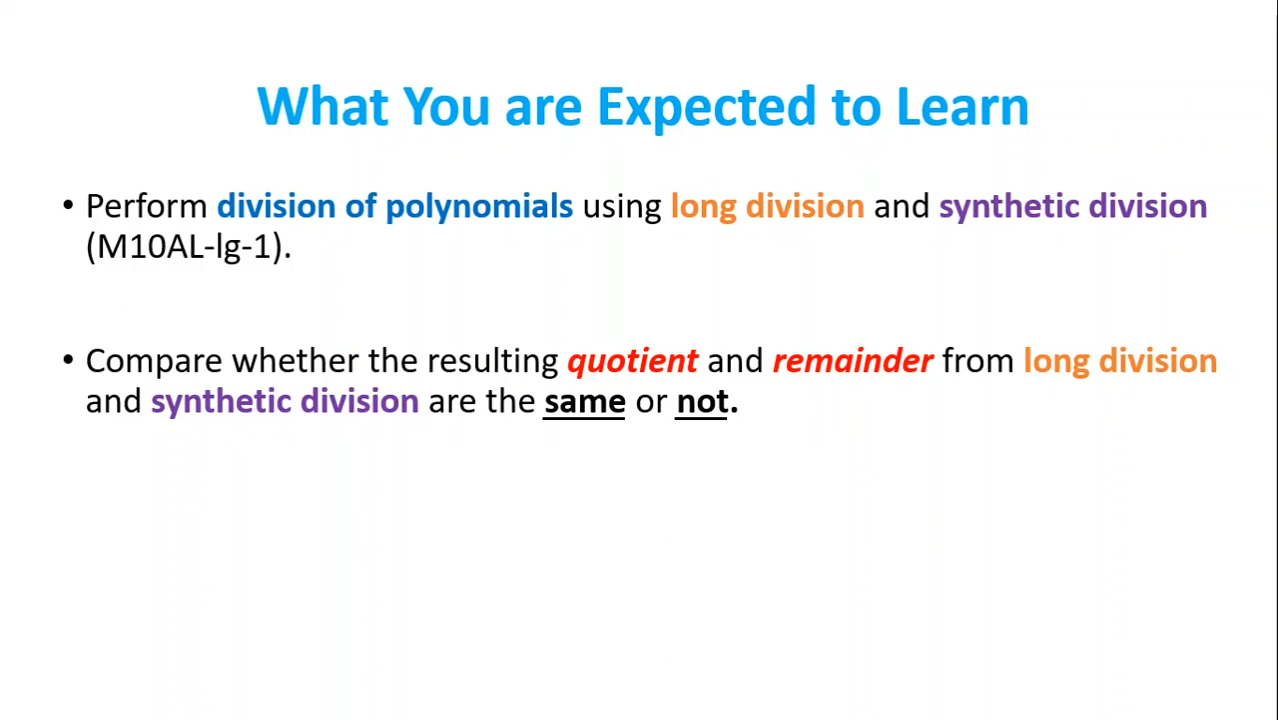 What You are Expected to Learn
• Perform division of polynomials using long division and synthetic division
(M10AL-lg-1).
• Compare whether the resulting quotient and remainder from long division
and synthetic division are the same or not.